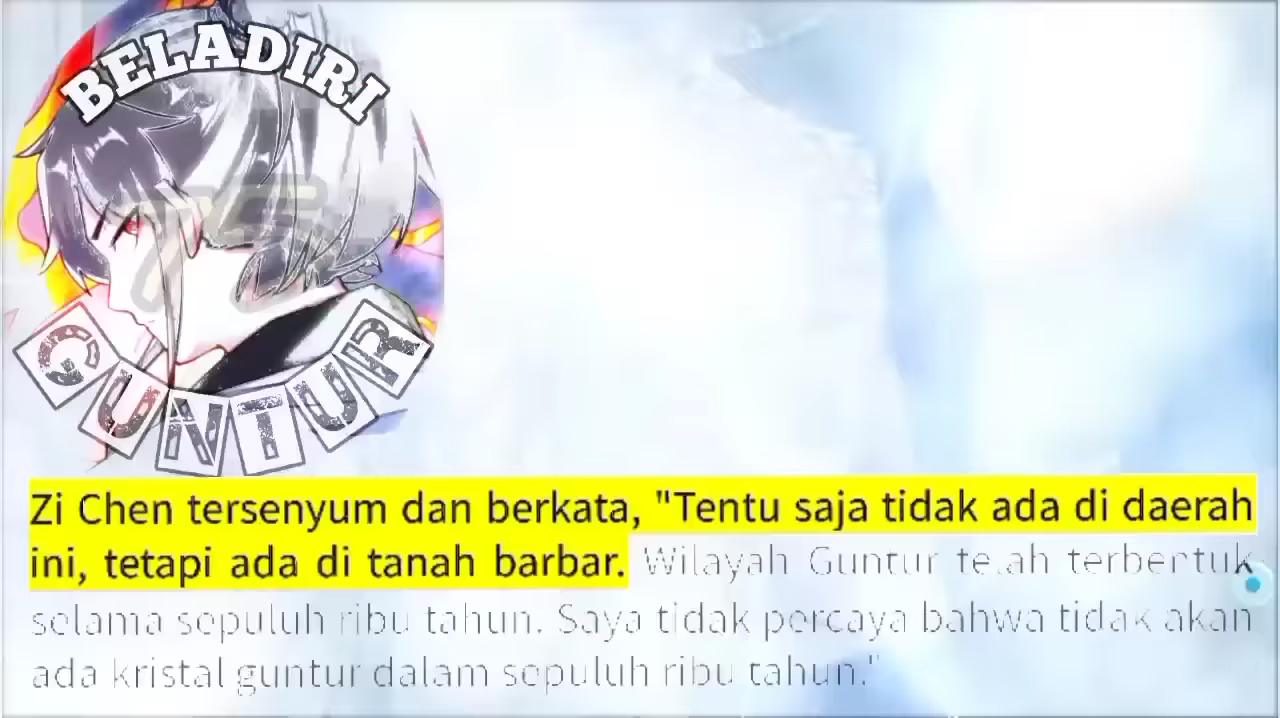 BELADIRI
GUNTUR
Zi Chen tersenyum dan berkata, "Tentu saja tidak ada di daerah
ini, tetapi ada di tanah barbar. Wilayah Guntur telah terbentuk
selama sepuluh ribu tahun. Saya tidak percaya bahwa tidak akan
ada kristal guntur dalam sepuluh ribu tahun."